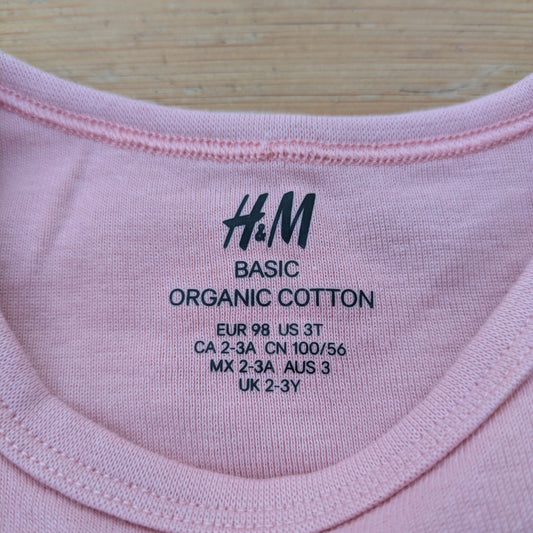 H&M
BASIC
ORGANIC COTTON
EUR 98 US 3T
CA 2-3A CN 100/56
MX 2-3A AUS 3
UK 2-3Y